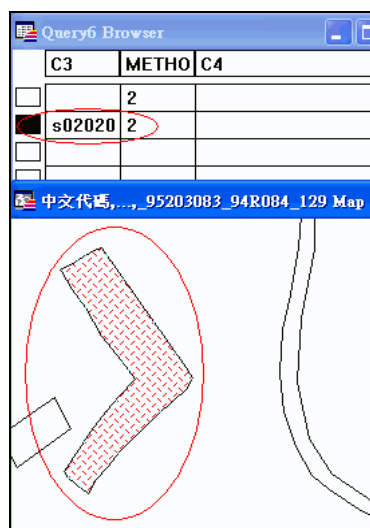 Query6 Browser
C3 METHO C4
2
s02020 2
中文代碼,...,_95203083_94R084_129 Map